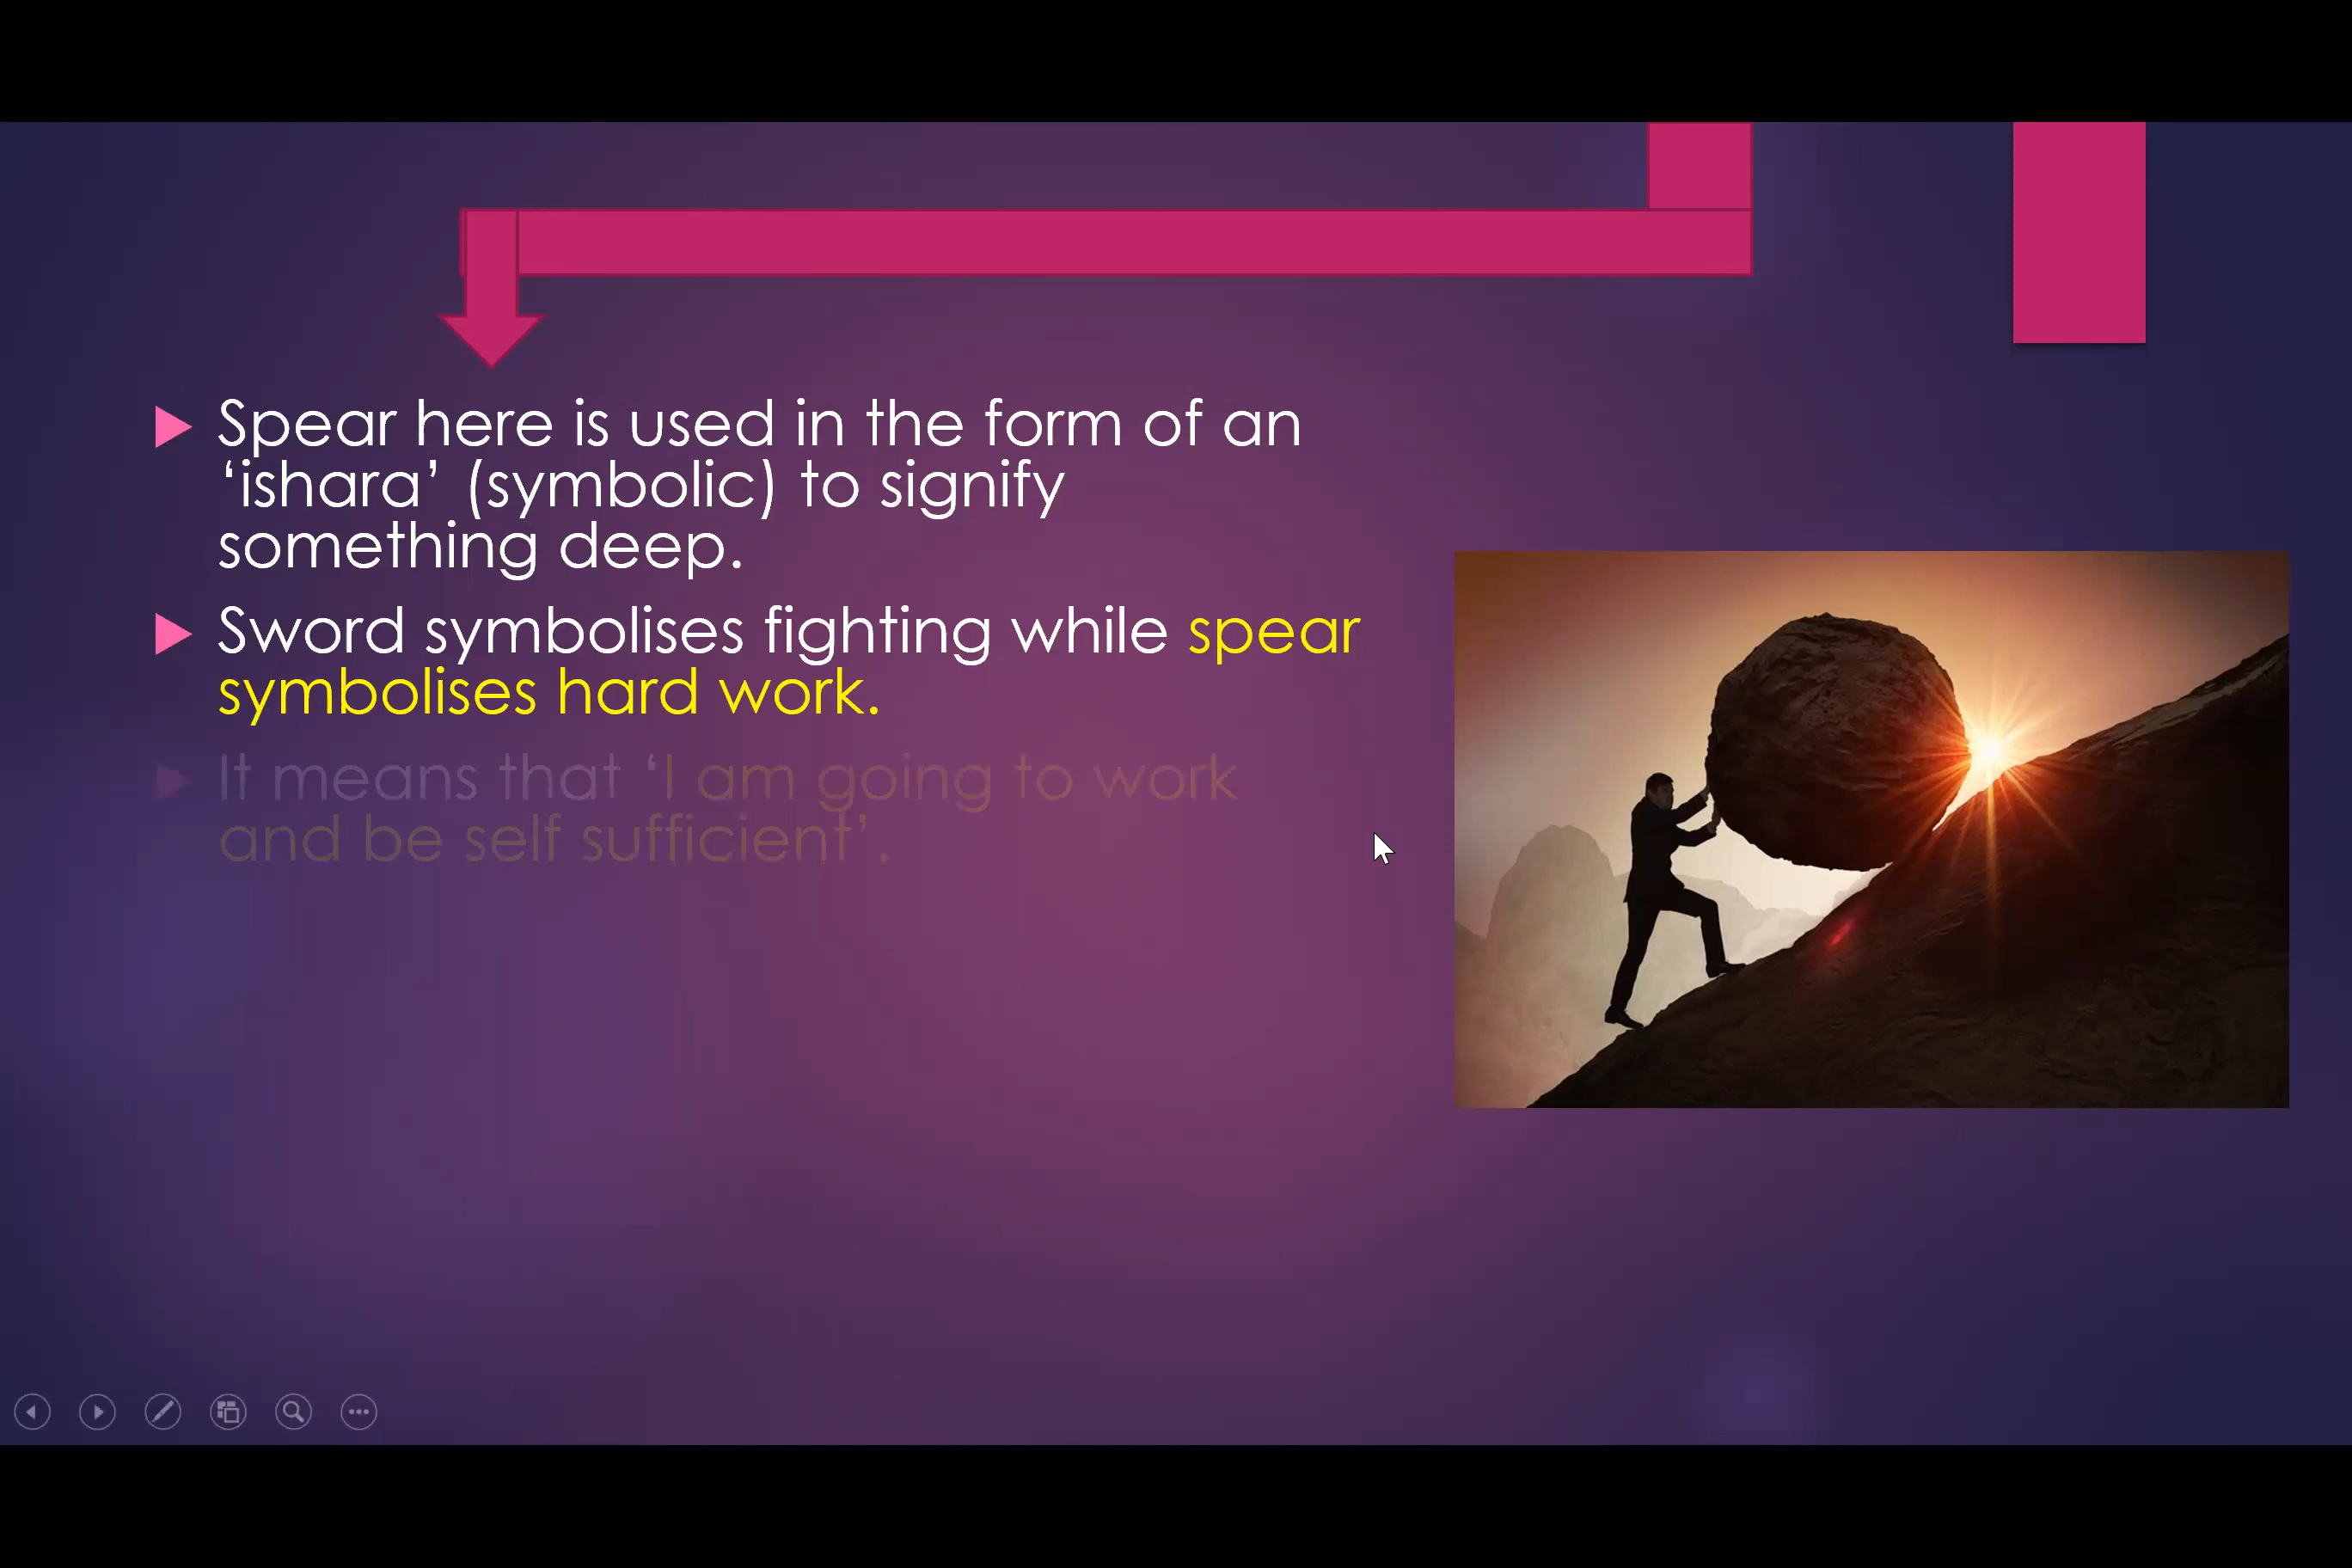 Spear here is used in the form of an
‘ishara’ (symbolic) to signify
something deep.
Sword symbolises fighting while spear
symbolises hard work.
It means that ‘I am going to work
and be self sufficient’.